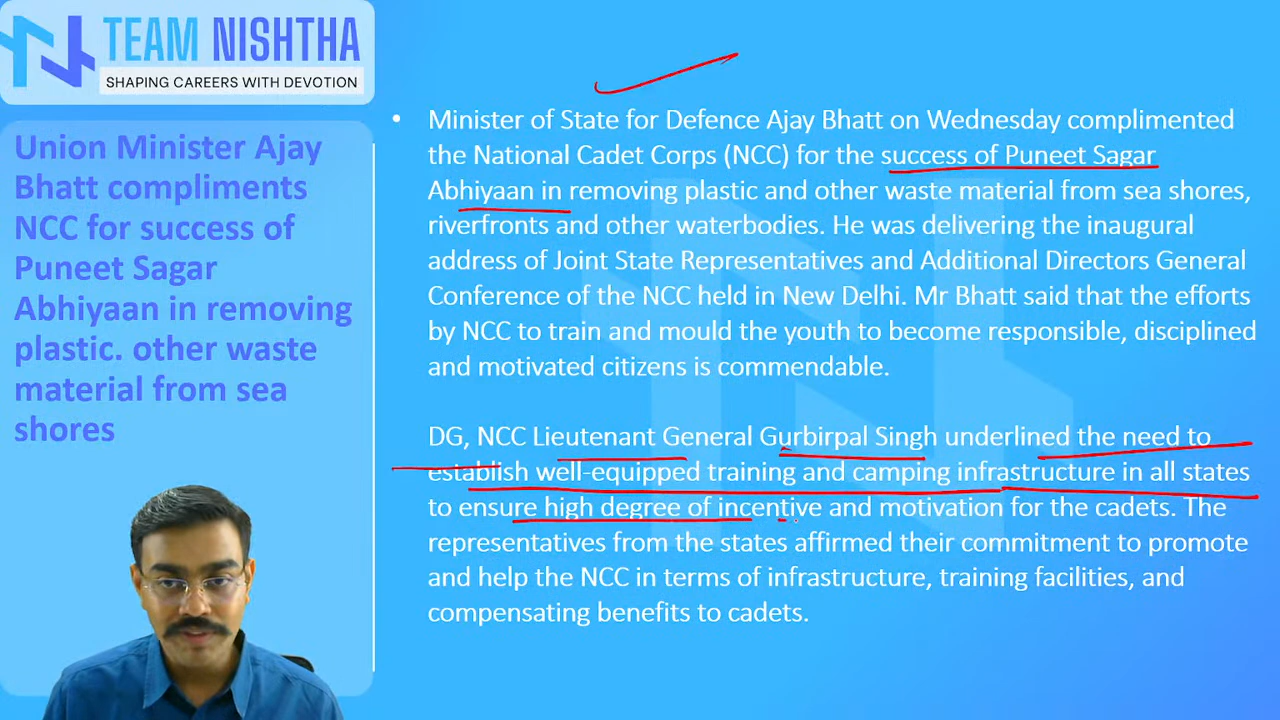 TEAM NISHTHA
SHAPING CAREERS WITH DEVOTION
Union Minister Ajay
Bhatt compliments
NCC for success of
Puneet Sagar
Abhiyaan in removing
plastic. other waste
material from sea
shores
• Minister of State for Defence Ajay Bhatt on Wednesday complimented
the National Cadet Corps (NCC) for the success of Puneet Sagar
Abhiyaan in removing plastic and other waste material from sea shores,
riverfronts and other waterbodies. He was delivering the inaugural
address of Joint State Representatives and Additional Directors General
Conference of the NCC held in New Delhi. Mr Bhatt said that the efforts
by NCC to train and mould the youth to become responsible, disciplined
and motivated citizens is commendable.
DG, NCC Lieutenant General Gurbirpal Singh underlined the need to
establish well-equipped training and camping infrastructure in all states
to ensure high degree of incentive and motivation for the cadets. The
representatives from the states affirmed their commitment to promote
and help the NCC in terms of infrastructure, training facilities, and
compensating benefits to cadets.